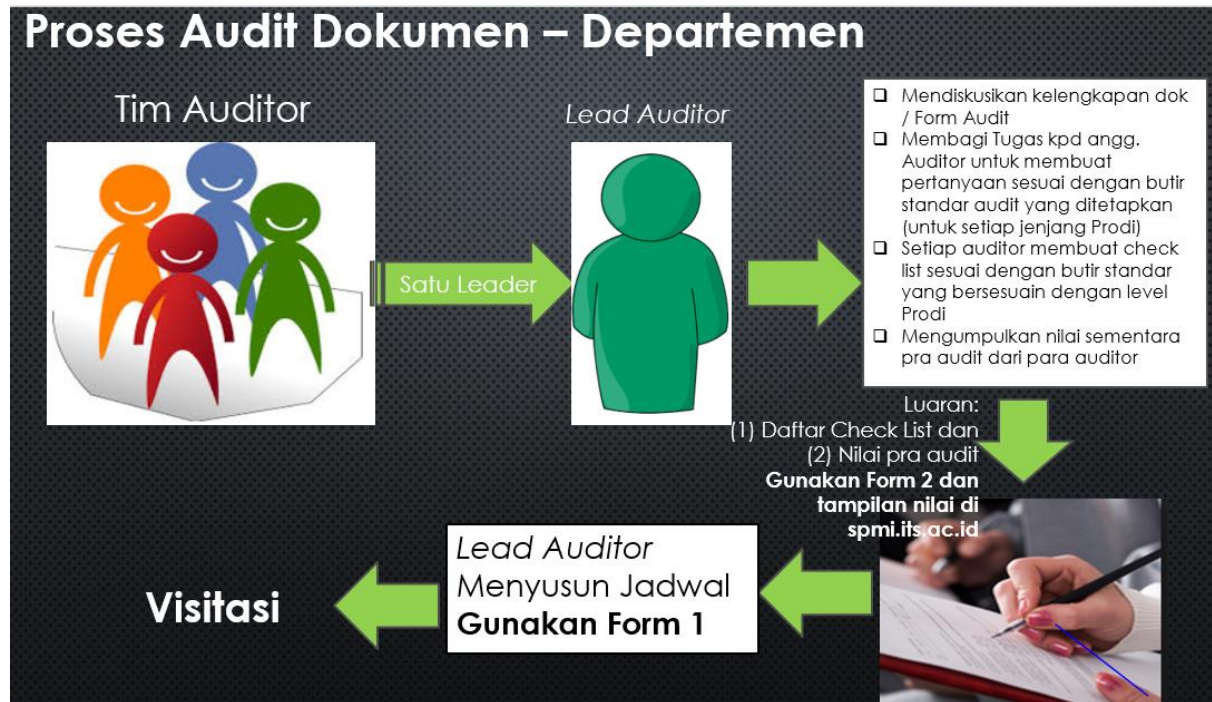 Proses Audit Dokumen – Departemen
Tim Auditor
Satu Leader
Lead Auditor
❑ Mendiskusikan kelengkapan dok
/ Form Audit
❑ Membagi Tugas kpd angg.
Auditor untuk membuat
pertanyaan sesuai dengan butir
standar audit yang ditetapkan
(untuk setiap jenjang Prodi)
❑ Setiap auditor membuat check
list sesuai dengan butir standar
yang bersesuain dengan level
Prodi
❑ Mengumpulkan nilai sementara
pra audit dari para auditor
Luaran:
(1) Daftar Check List dan
(2) Nilai pra audit
Gunakan Form 2 dan
tampilan nilai di
spmi.its.ac.id
Lead Auditor
Menyusun Jadwal
Gunakan Form 1
Visitasi